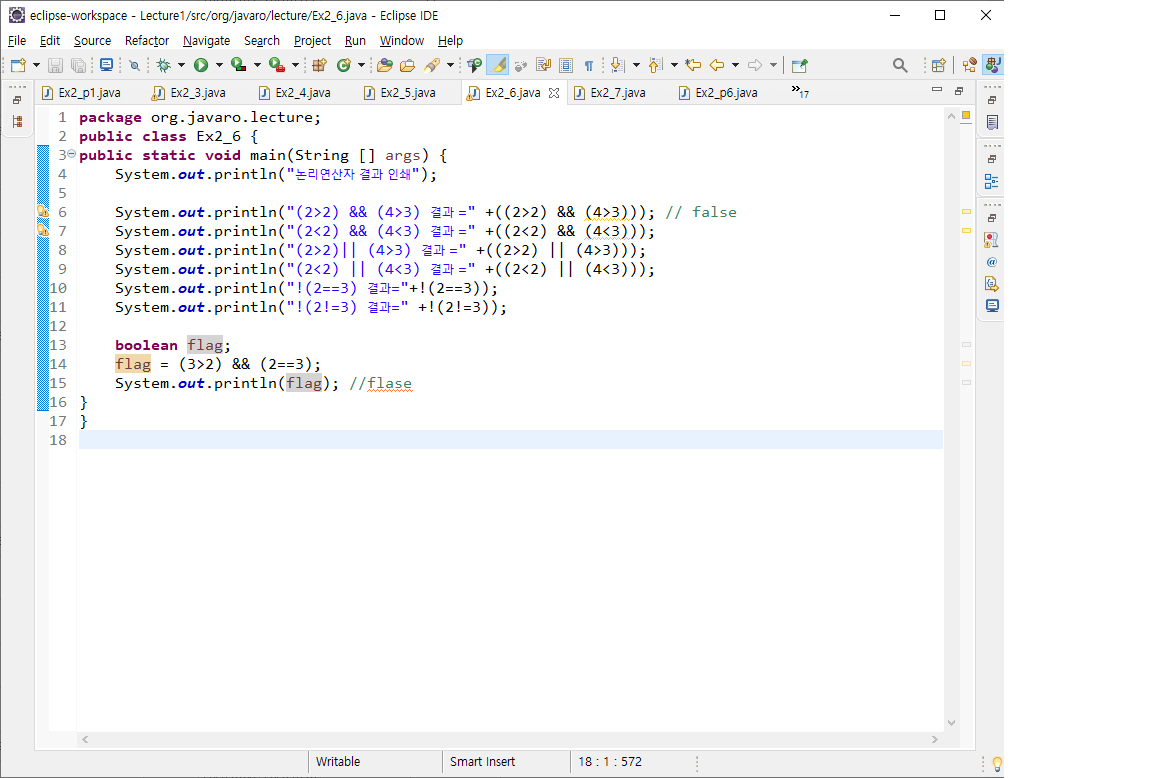 eclipse-workspace - Lecture1/src/org/javaro/lecture/Ex2_6.java - Eclipse IDE
File Edit Source Refactor Navigate Search Project Run Window Help
Ex2_p1.java Ex2_3.java Ex2_4.java Ex2_5.java Ex2_6.java Ex2_7.java Ex2_p6.java »17
1 package org.javaro.lecture;
2 public class Ex2_6 {
3 public static void main(String [] args) {
4 System.out.println("논리연산자 결과 인쇄");
5
6 System.out.println("(2>2) && (4>3) 결과 =" +((2>2) && (4>3))); // false
7 System.out.println("(2<2) && (4<3) 결과 =" +((2<2) && (4<3)));
8 System.out.println("(2>2)|| (4>3) 결과 =" +((2>2) || (4>3)));
9 System.out.println("(2<2) || (4<3) 결과 =" +((2<2) || (4<3)));
10 System.out.println("!(2==3) 결과="+!(2==3));
11 System.out.println("!(2!=3) 결과=" +!(2!=3));
12
13 boolean flag;
14 flag = (3>2) && (2==3);
15 System.out.println(flag); //flase
16 }
17 }
18
Writable Smart Insert 18 : 1 : 572